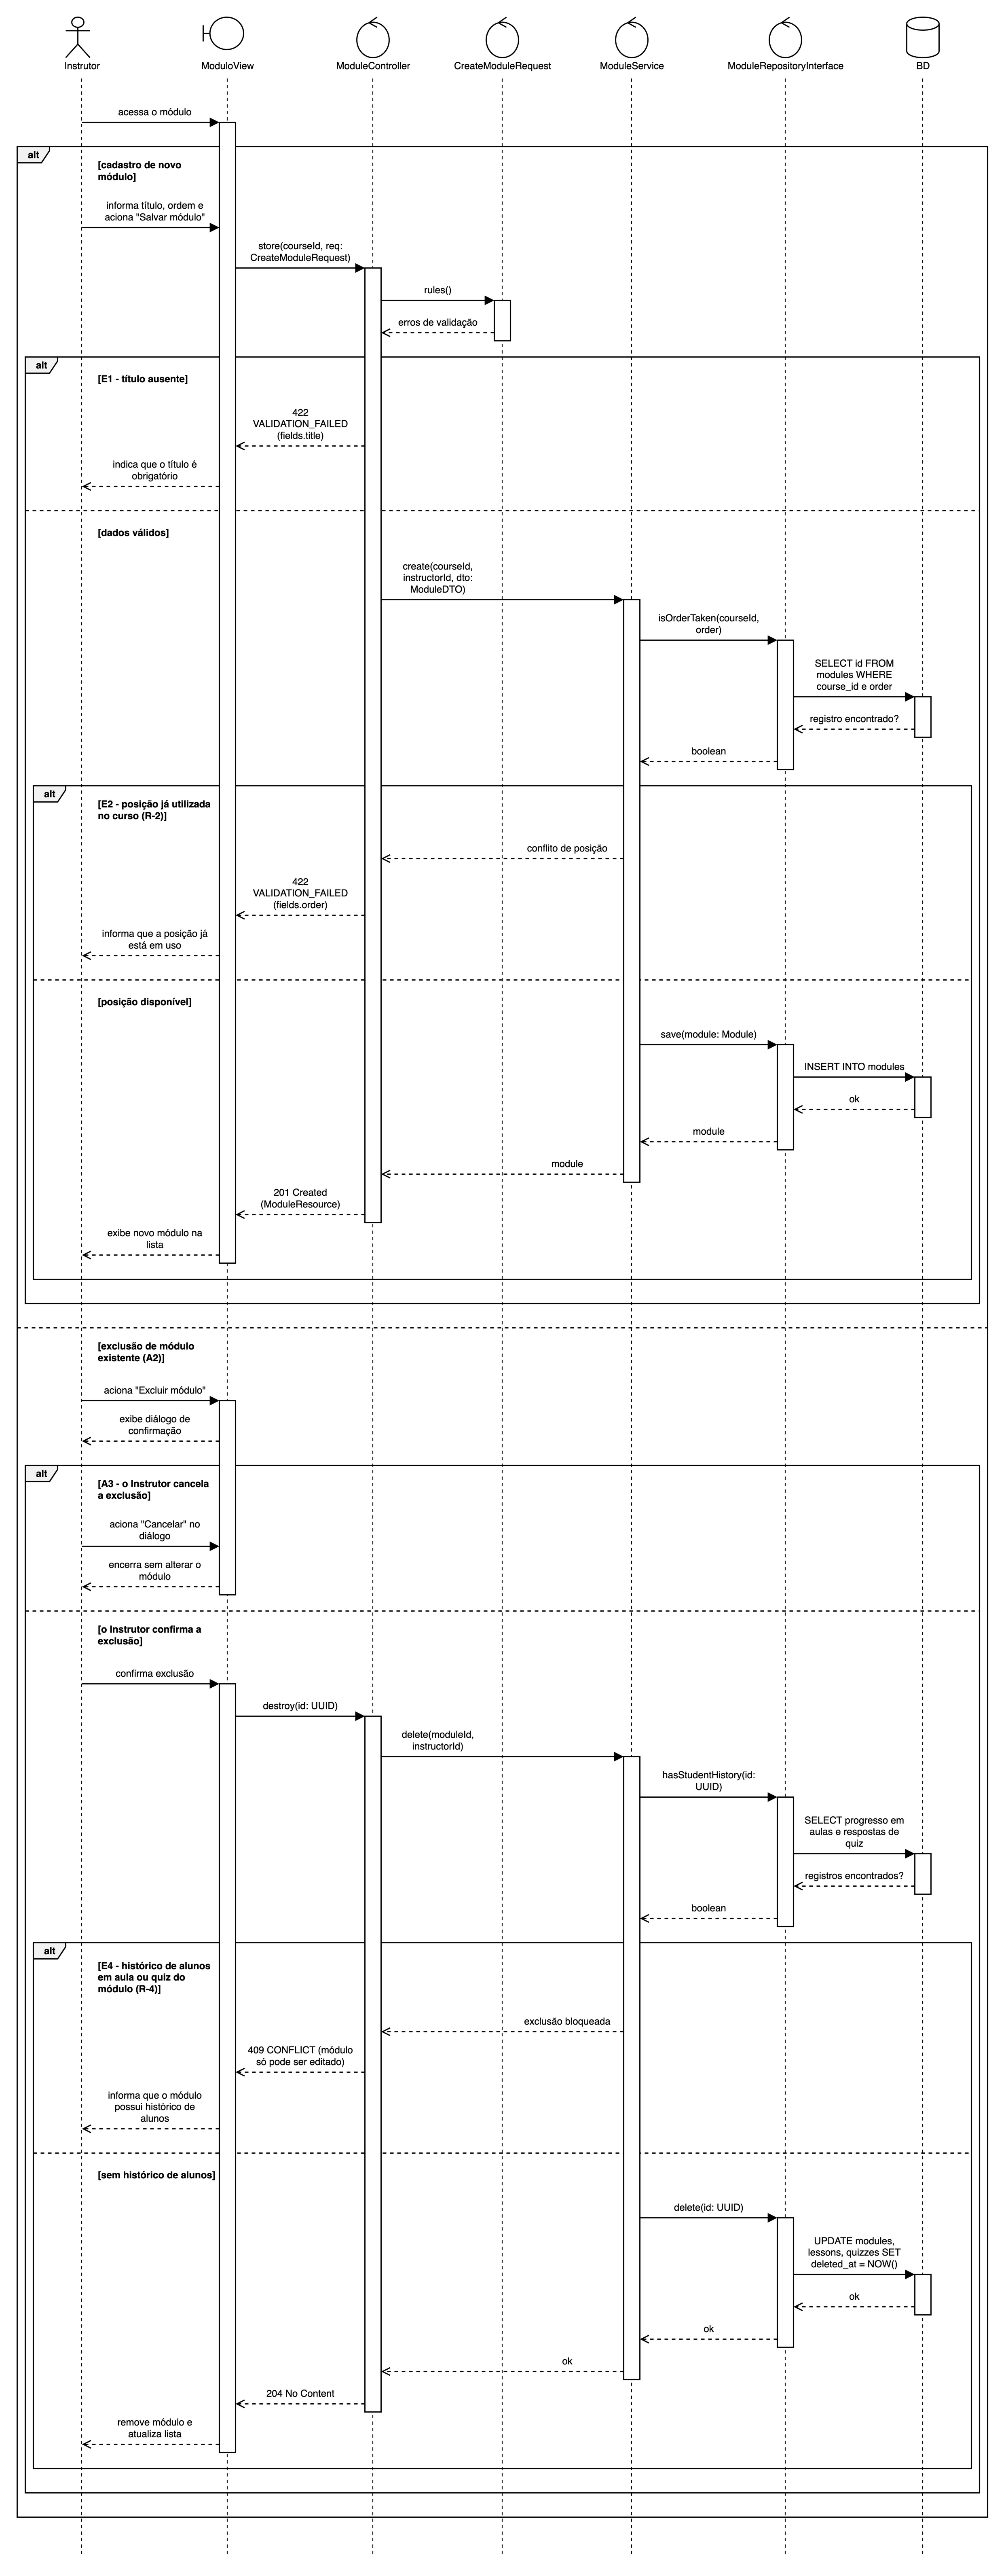 Instrutor
ModuloView
ModuleController
CreateModuleRequest
ModuleService
ModuleRepositoryInterface
BD
acessa o módulo
alt
[cadastro de novo
módulo]
informa título, ordem e
aciona "Salvar módulo"
store(courseId, req:
CreateModuleRequest)
rules()
erros de validação
alt
[E1 - título ausente]
422
VALIDATION_FAILED
(fields.title)
indica que o título é
obrigatório
[dados válidos]
create(courseId,
instructorId, dto:
ModuleDTO)
isOrderTaken(courseId,
order)
SELECT id FROM
modules WHERE
course_id e order
registro encontrado?
boolean
alt
[E2 - posição já utilizada
no curso (R-2)]
conflito de posição
422
VALIDATION_FAILED
(fields.order)
informa que a posição já
está em uso
[posição disponível]
save(module: Module)
INSERT INTO modules
ok
module
module
201 Created
(ModuleResource)
exibe novo módulo na
lista
[exclusão de módulo
existente (A2)]
aciona "Excluir módulo"
exibe diálogo de
confirmação
alt
[A3 - o Instrutor cancela
a exclusão]
aciona "Cancelar" no
diálogo
encerra sem alterar o
módulo
[o Instrutor confirma a
exclusão]
confirma exclusão
destroy(id: UUID)
delete(moduleId,
instructorId)
hasStudentHistory(id:
UUID)
SELECT progresso em
aulas e respostas de
quiz
registros encontrados?
boolean
alt
[E4 - histórico de alunos
em aula ou quiz do
módulo (R-4)]
exclusão bloqueada
409 CONFLICT (módulo
só pode ser editado)
informa que o módulo
possui histórico de
alunos
[sem histórico de alunos]
delete(id: UUID)
UPDATE modules,
lessons, quizzes SET
deleted_at = NOW()
ok
ok
ok
204 No Content
remove módulo e
atualiza lista